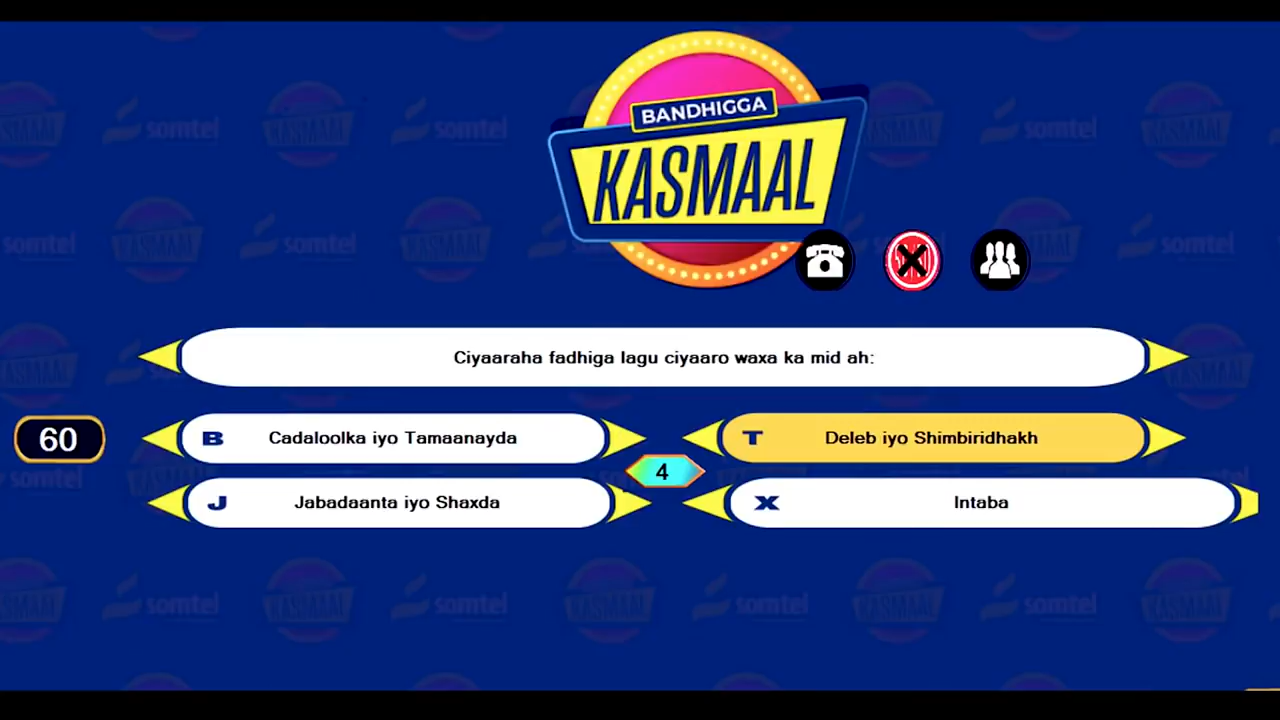 BANDHIGGA
KASMAAL
Ciyaaraha fadhiga lagu ciyaaro waxa ka mid ah:
60
B Cadaloolka iyo Tamaanayda
T Deleb iyo Shimbiridhakh
4
J Jabadaanta iyo Shaxda
X Intaba
somtel